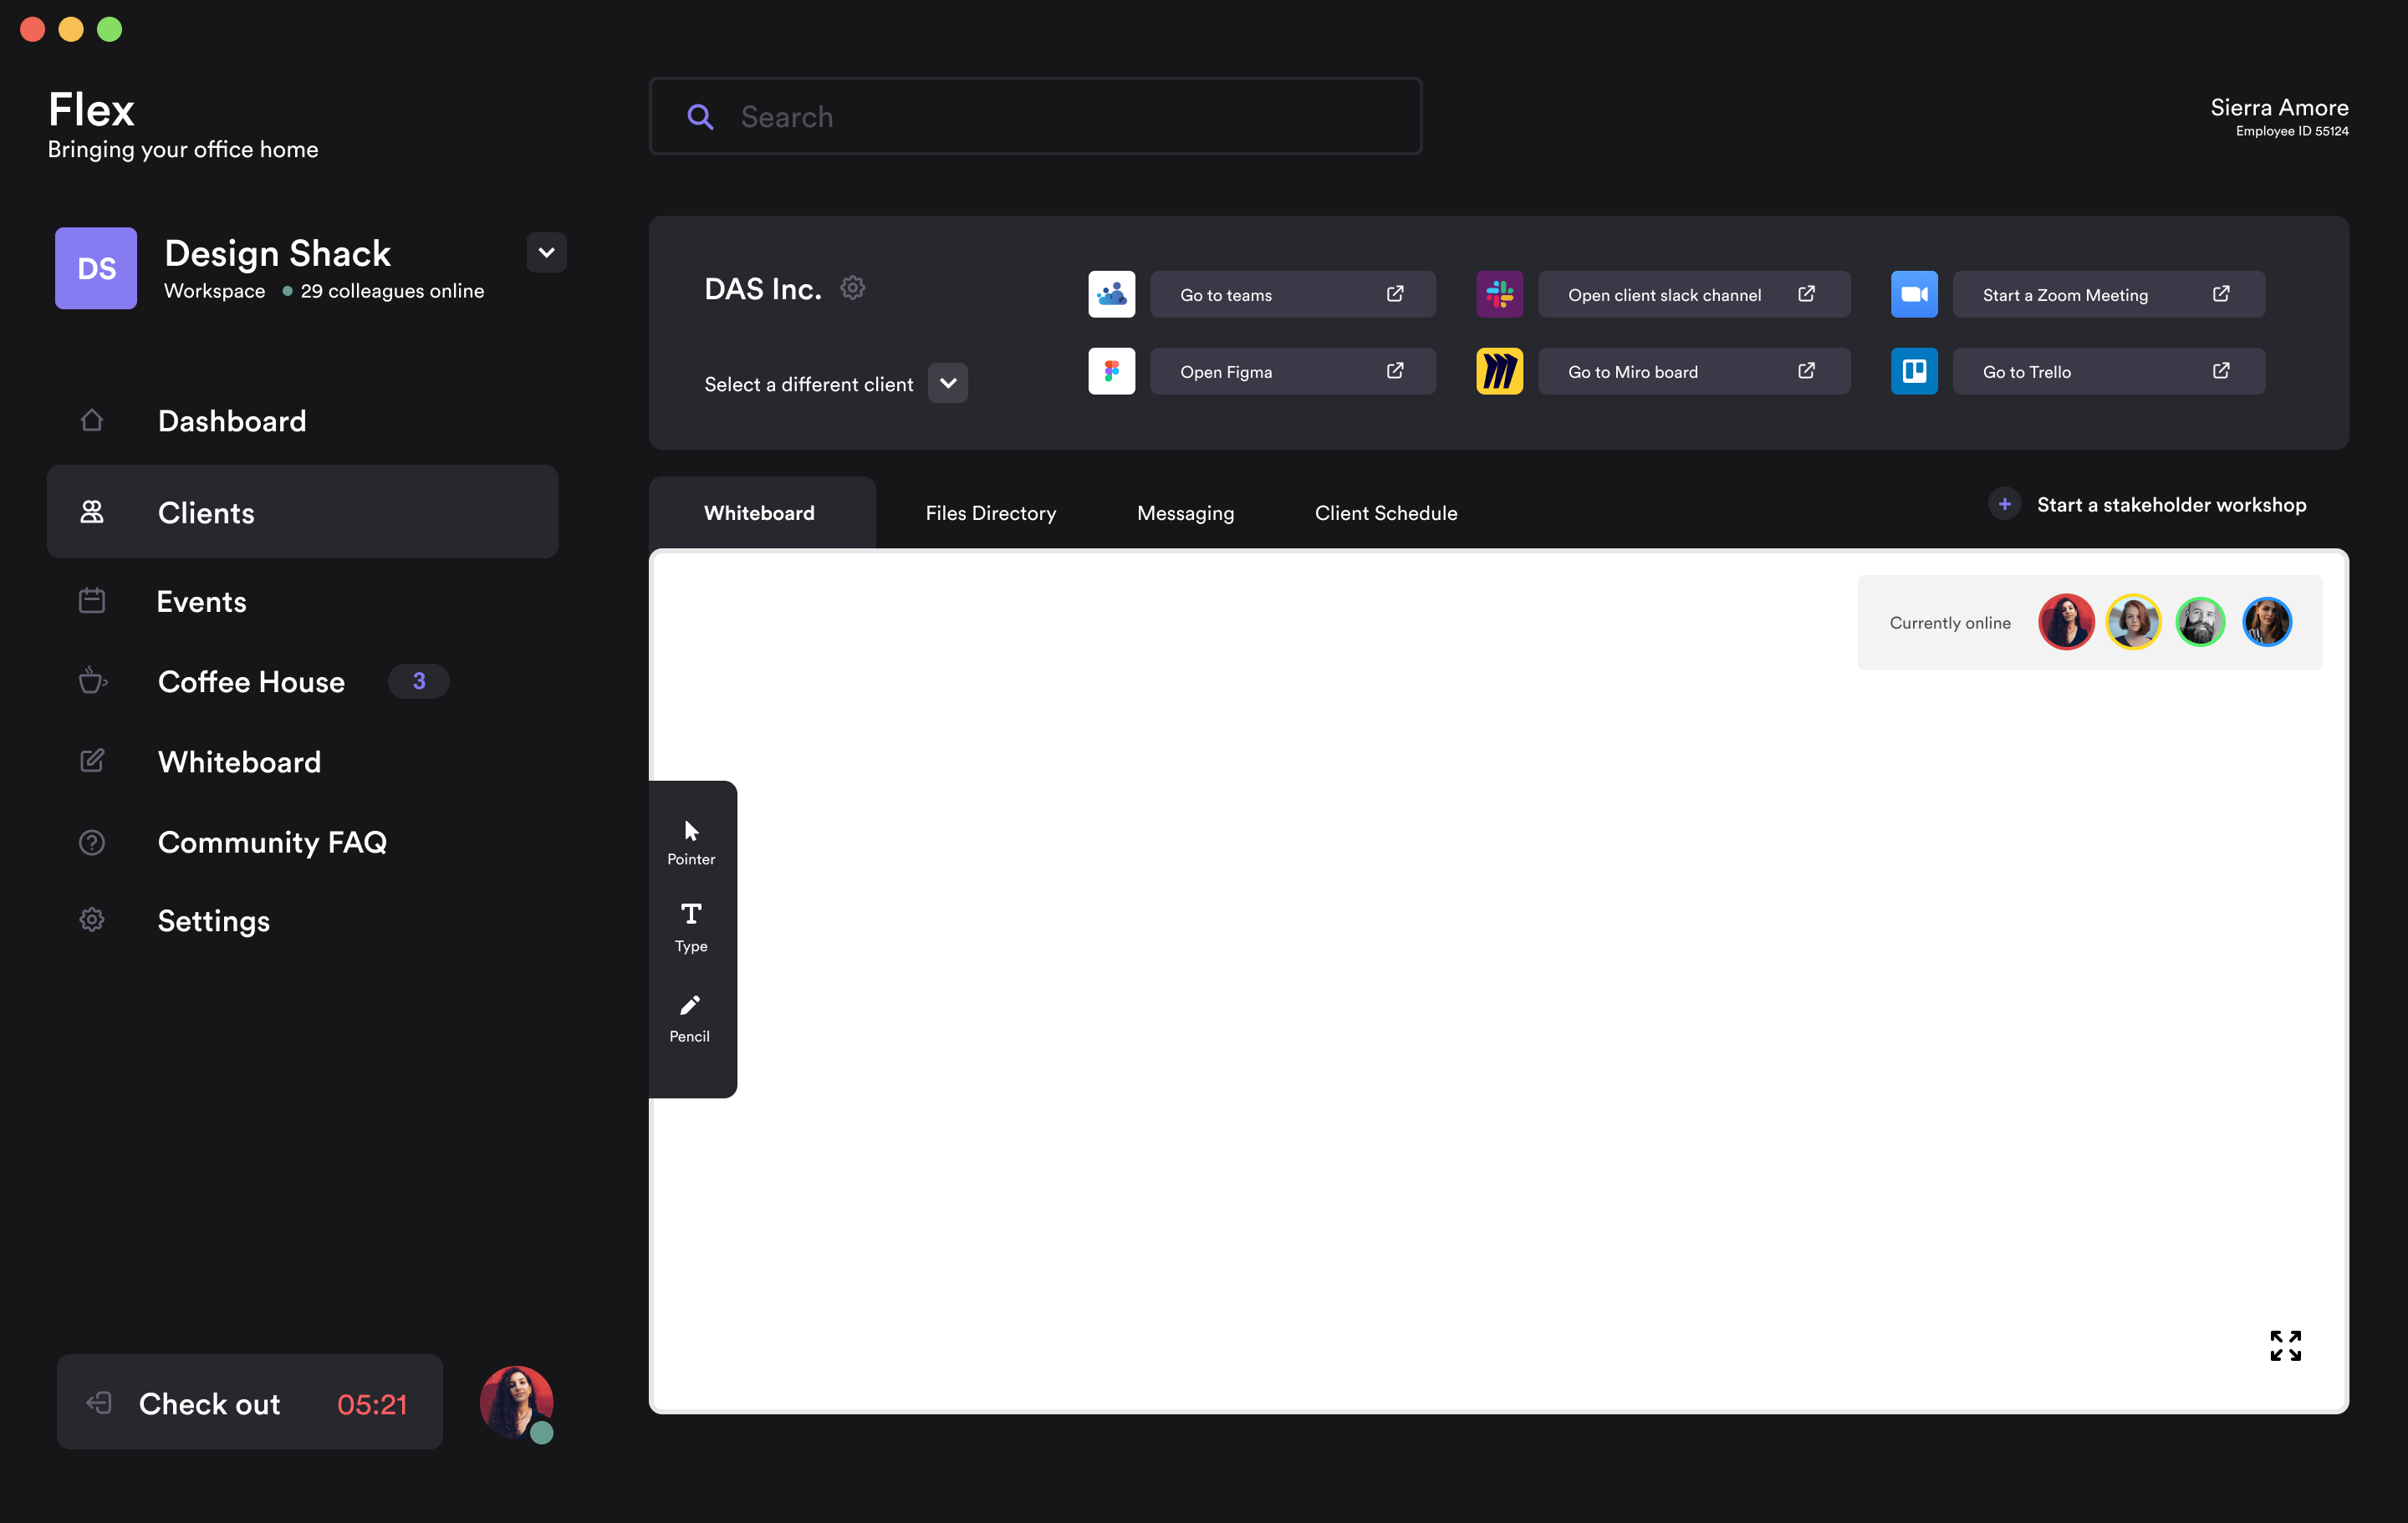 Flex
Bringing your office home
Search
Sierra Amore
Employee ID 55124
DS
Design Shack
Workspace
29 colleagues online
Dashboard
Clients
Events
Coffee House
3
Whiteboard
Community FAQ
Settings
Check out
05:21
DAS Inc.
Select a different client
Go to teams
Open client slack channel
Start a Zoom Meeting
Open Figma
Go to Miro board
Go to Trello
Whiteboard
Files Directory
Messaging
Client Schedule
+ Start a stakeholder workshop
Currently online
Pointer
T
Type
Pencil